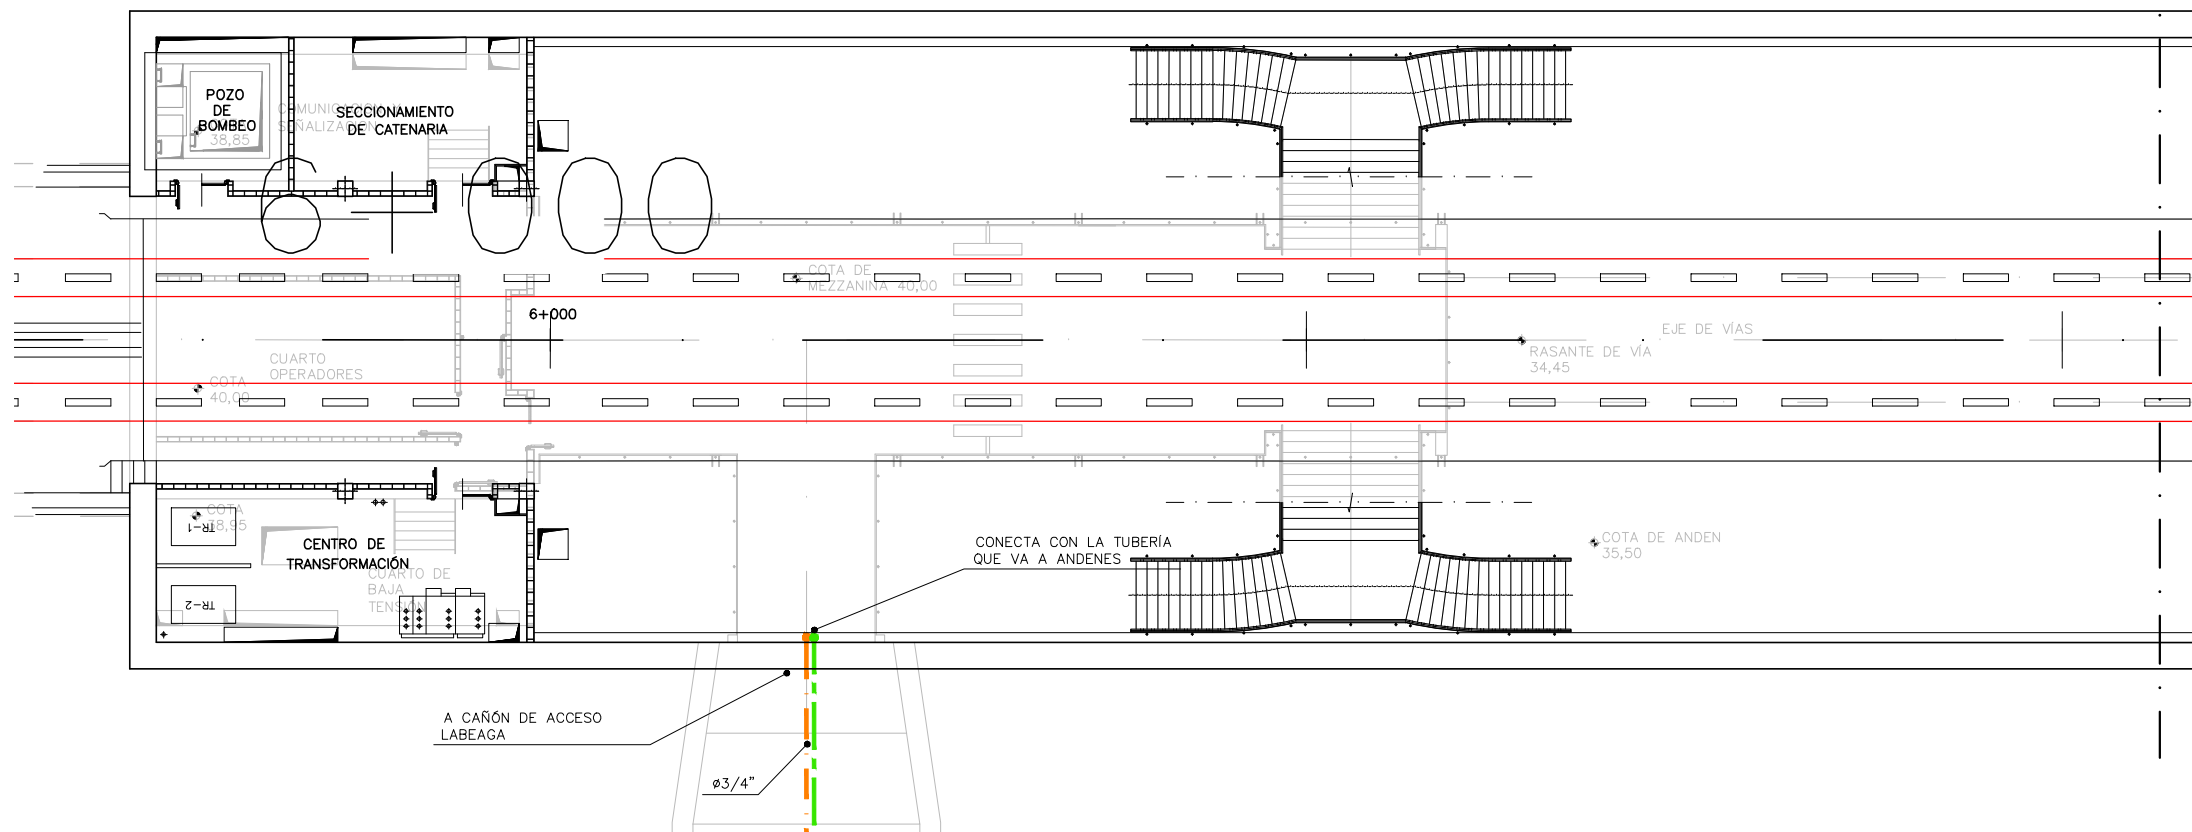 POZO
DE
BOMBEO
38,85
COMUNICACIÓN Y
SEÑALIZACIÓN
SECCIONAMIENTO
DE CATENARIA
COTA DE
MEZZANINA 40,00
6+000
EJE DE VÍAS
RASANTE DE VÍA
34,45
CUARTO
OPERADORES
COTA
40,00
COTA
38,95
TR-1
CENTRO DE
TRANSFORMACIÓN
CUARTO DE
BAJA
TENSIÓN
TR-2
CONECTA CON LA TUBERÍA
QUE VA A ANDENES
COTA DE ANDEN
35,50
A CAÑÓN DE ACCESO
LABEAGA
ø3/4"